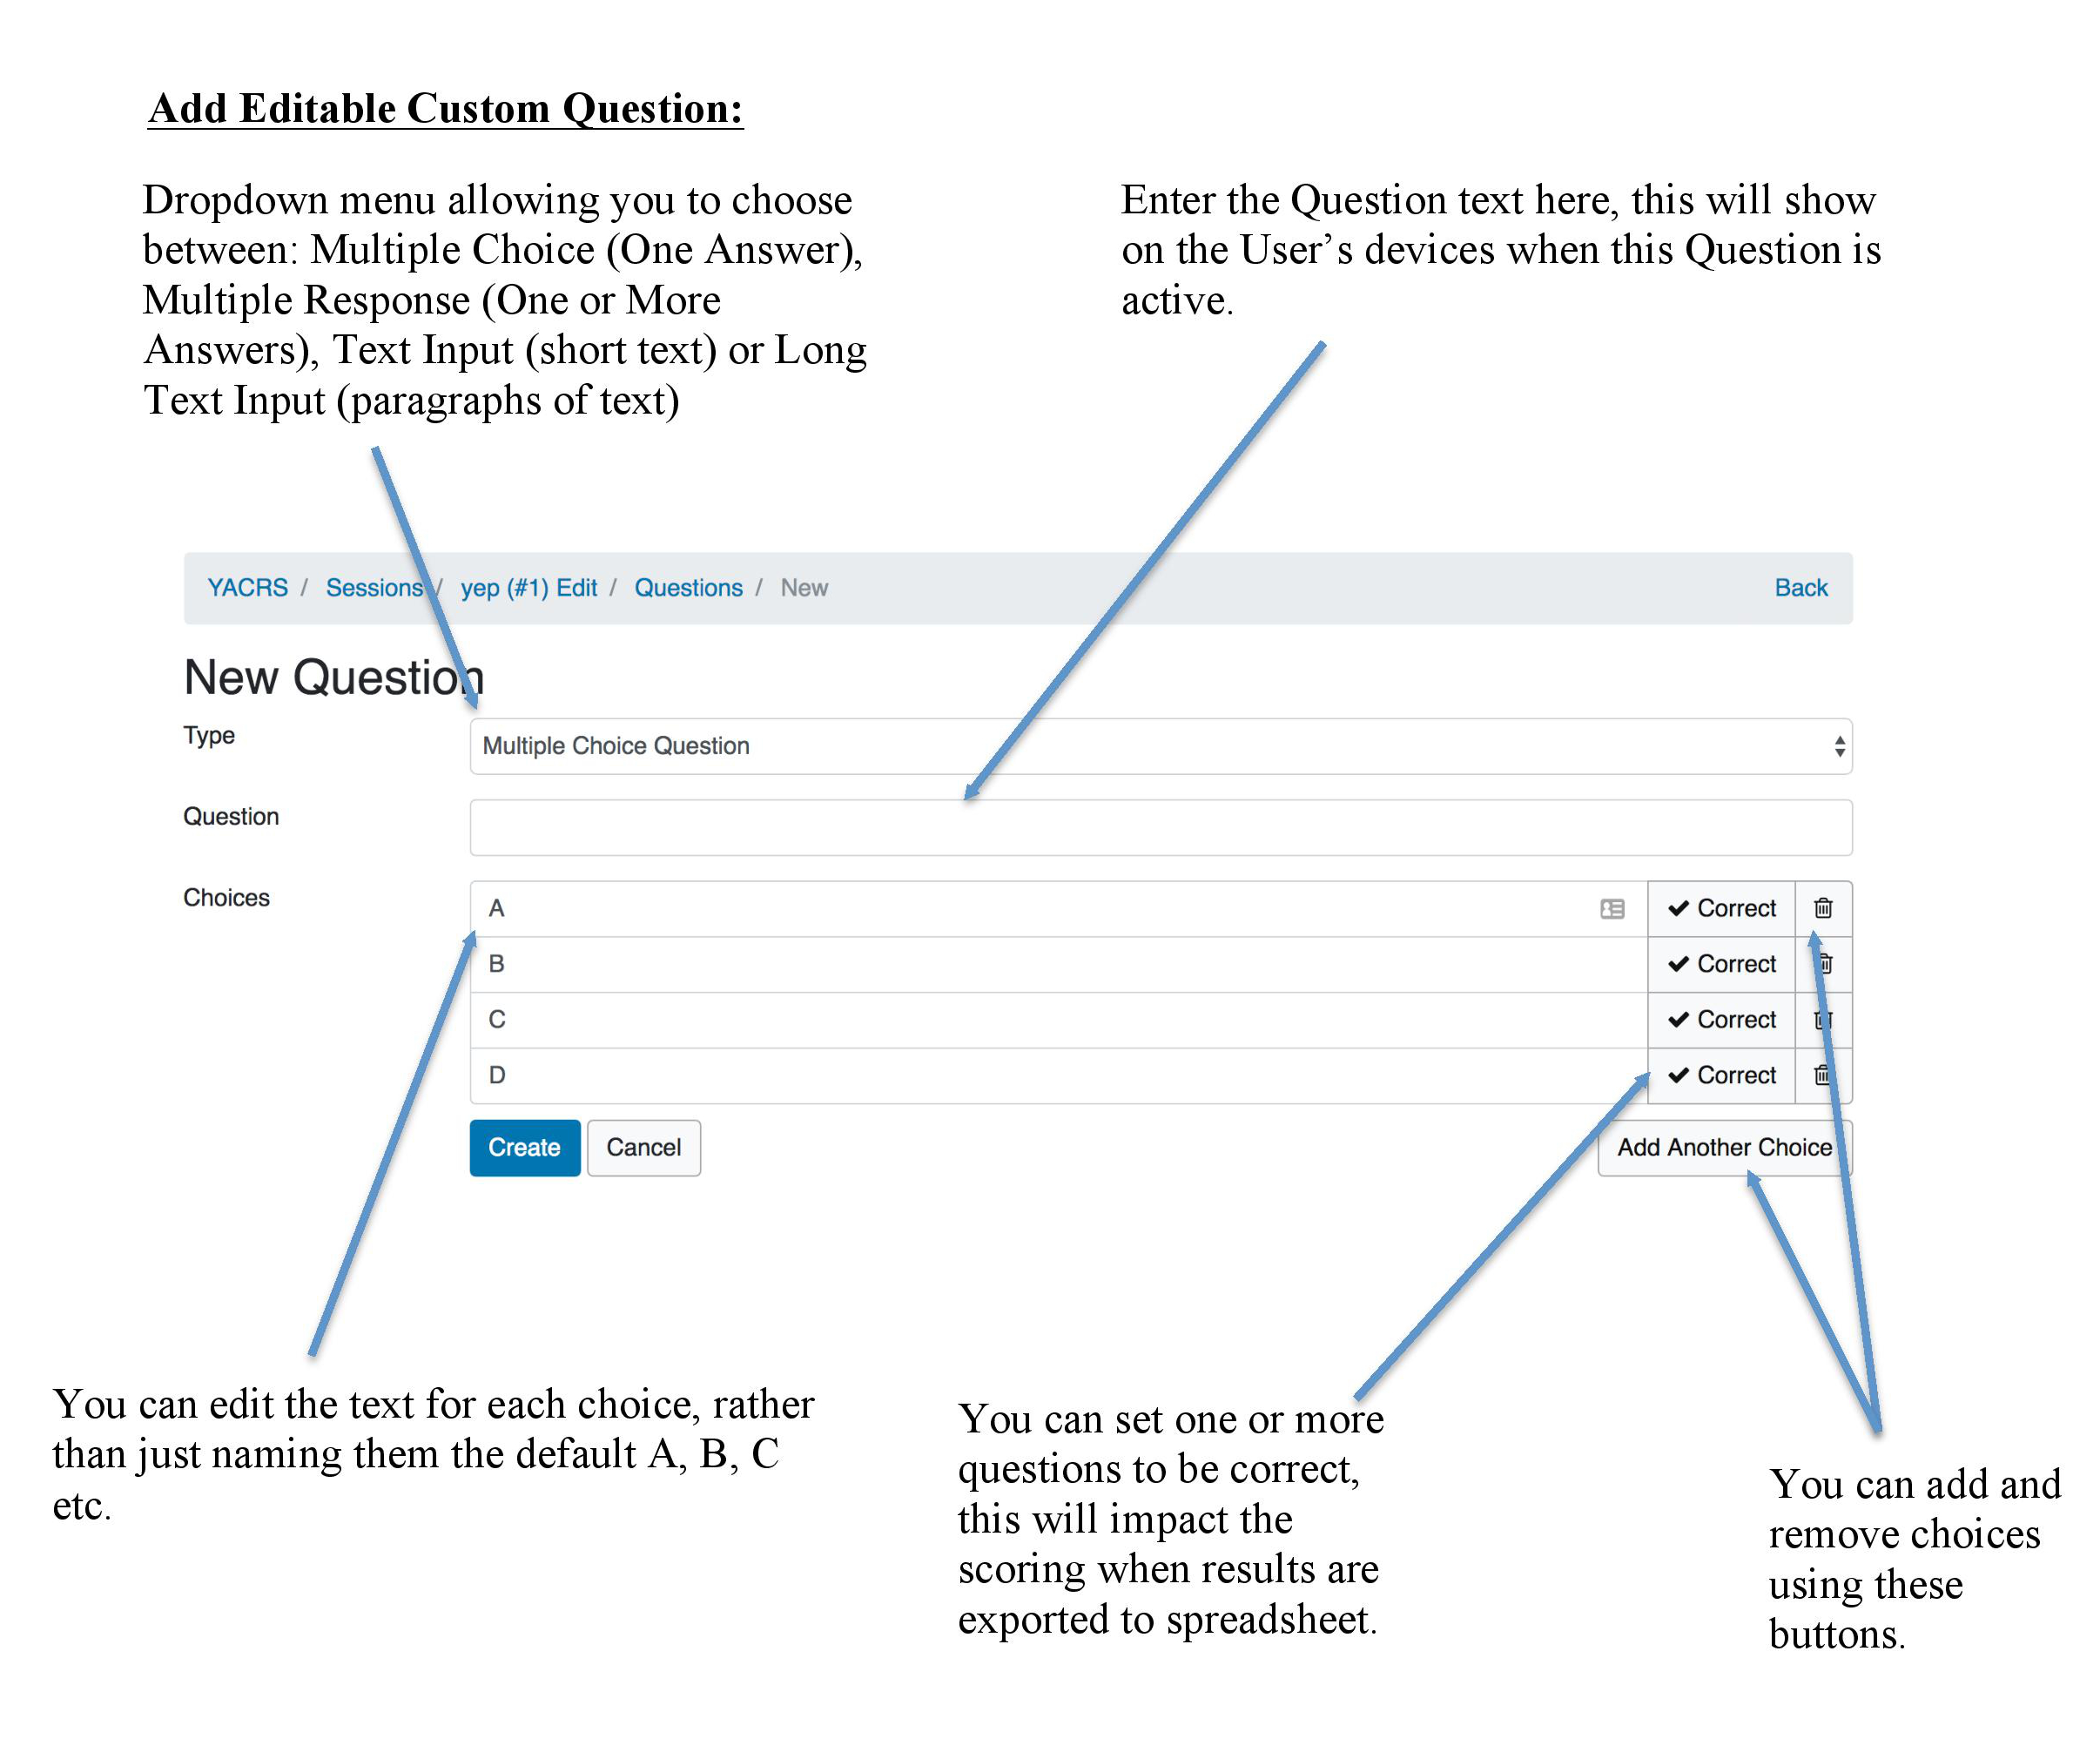 Add Editable Custom Question:
Dropdown menu allowing you to choose
between: Multiple Choice (One Answer),
Multiple Response (One or More
Answers), Text Input (short text) or Long
Text Input (paragraphs of text)
Enter the Question text here, this will show
on the User’s devices when this Question is
active.
YACRS / Sessions / yep (#1) Edit / Questions / New
Back
New Question
Type
Multiple Choice Question
Question
Choices
A
Correct
B
Correct
C
Correct
D
Correct
Create
Cancel
Add Another Choice
You can edit the text for each choice, rather
than just naming them the default A, B, C
etc.
You can set one or more
questions to be correct,
this will impact the
scoring when results are
exported to spreadsheet.
You can add and
remove choices
using these
buttons.